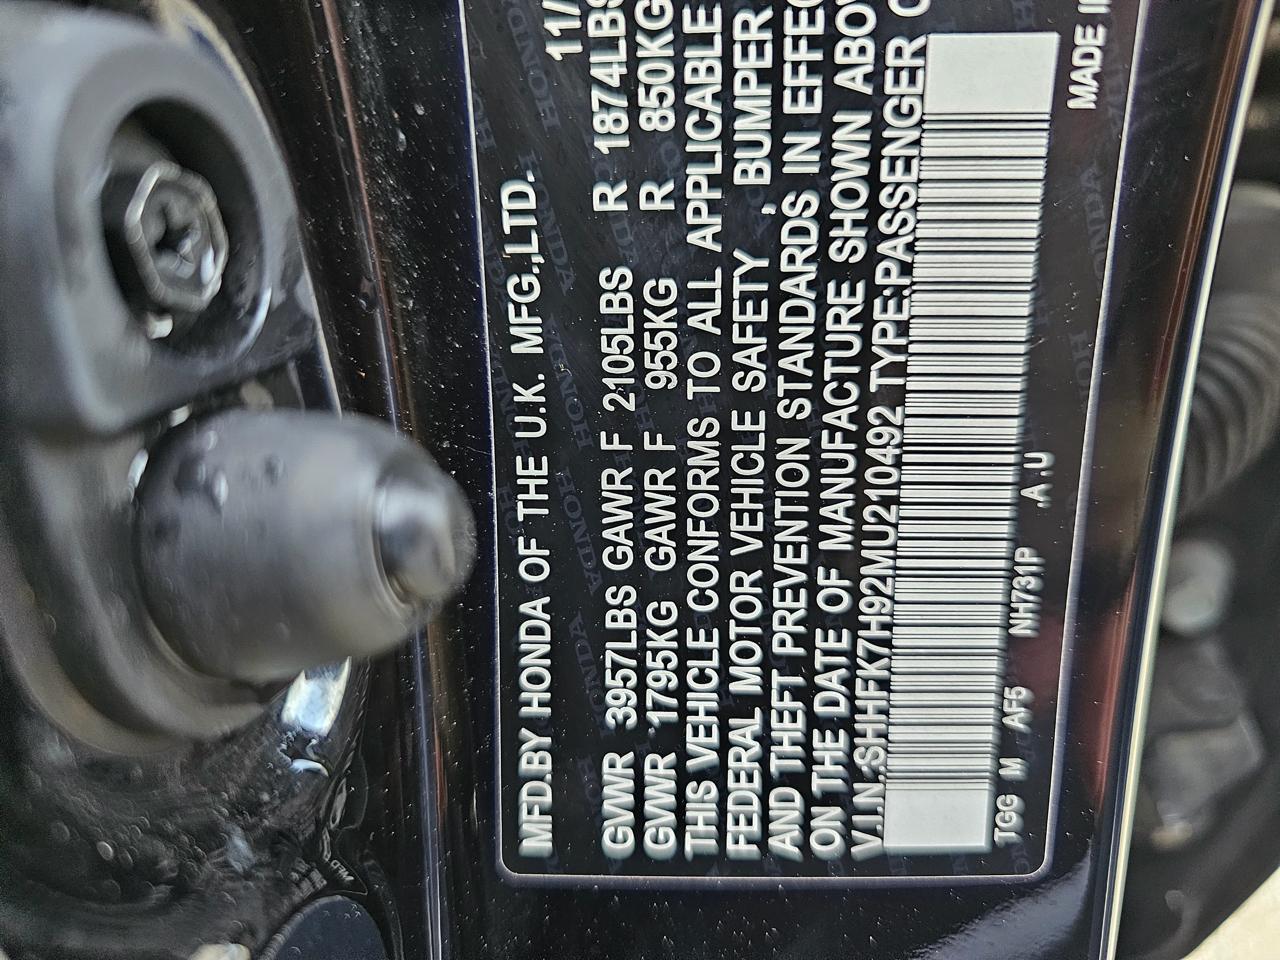 MFD.BY HONDA OF THE U.K. MFG.,LTD. 11/
GVWR 3957LBS GAWR F 2105LBS R 1874LBS
GVWR 1795KG GAWR F 955KG R 850KG
THIS VEHICLE CONFORMS TO ALL APPLICABLE
FEDERAL MOTOR VEHICLE SAFETY , BUMPER
AND THEFT PREVENTION STANDARDS IN EFFEC
ON THE DATE OF MANUFACTURE SHOWN ABOV
V.I.N.:SHHFK7H92MU210492 TYPE:PASSENGER C
TGG M AF5 NH731P .A.U
MADE I